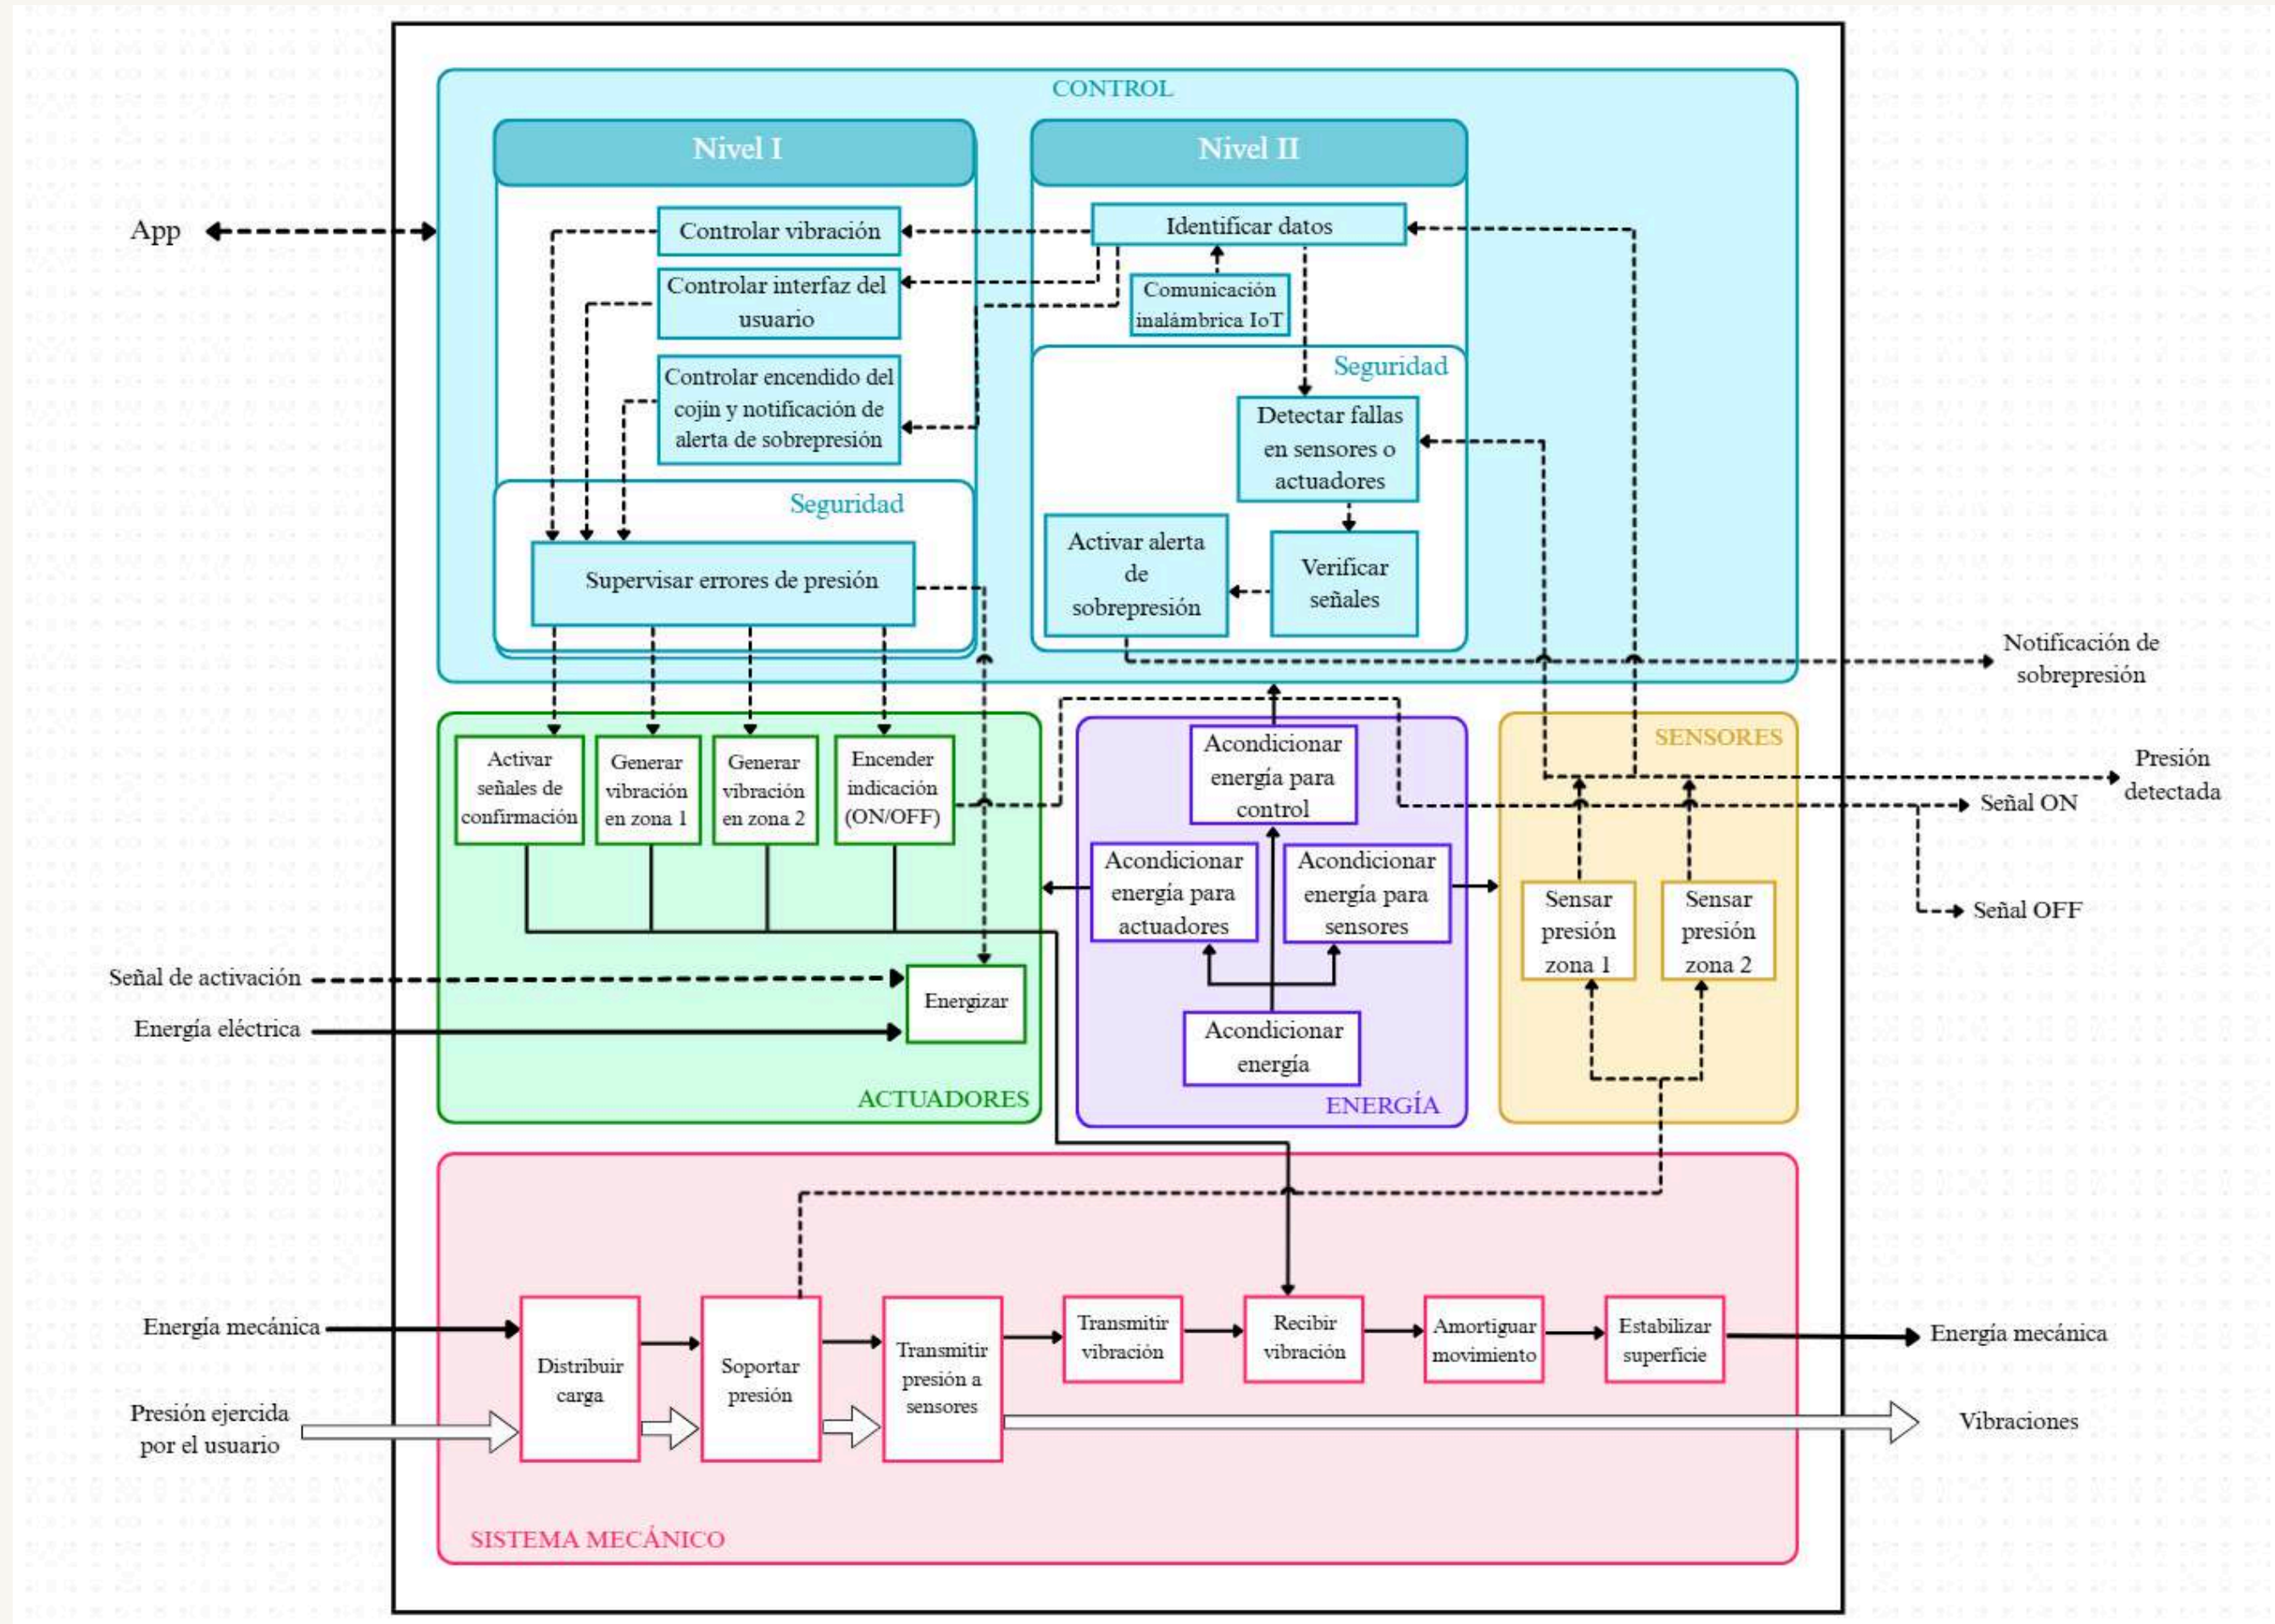 CONTROL
Nivel I
Nivel II
App
Controlar vibración
Identificar datos
Controlar interfaz del
usuario
Comunicación
inalámbrica IoT
Controlar encendido del
cojín y notificación de
alerta de sobrepresión
Seguridad
Detectar fallas
en sensores o
actuadores
Seguridad
Supervisar errores de presión
Activar alerta
de
sobrepresión
Verificar
señales
Notificación de
sobrepresión
Activar
señales de
confirmación
Generar
vibración
en zona 1
Generar
vibración
en zona 2
Encender
indicación
(ON/OFF)
Acondicionar
energía para
control
SENSORES
Presión
detectada
Señal ON
Acondicionar
energía para
actuadores
Acondicionar
energía para
sensores
Sensar
presión
zona 1
Sensar
presión
zona 2
Señal OFF
Señal de activación
Energía eléctrica
Energizar
Acondicionar
energía
ACTUADORES
ENERGÍA
Energía mecánica
Presión ejercida
por el usuario
Distribuir
carga
Soportar
presión
Transmitir
presión a
sensores
Transmitir
vibración
Recibir
vibración
Amortiguar
movimiento
Estabilizar
superficie
Energía mecánica
Vibraciones
SISTEMA MECÁNICO